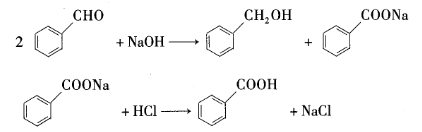 CHO CH₂OH COONa
2 + NaOH ⟶ +
COONa COOH
+ HCl ⟶ + NaCl